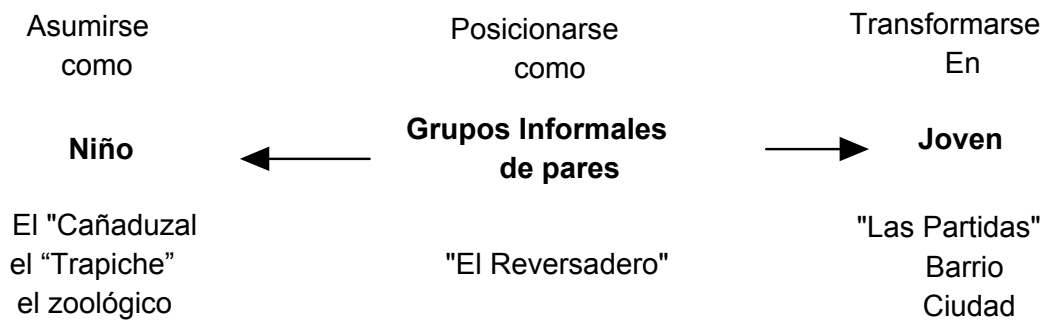 Asumirse
como
Niño
El "Cañaduzal
el “Trapiche”
el zoológico
Posicionarse
como
Grupos Informales
de pares
"El Reversadero"
Transformarse
En
Joven
"Las Partidas"
Barrio
Ciudad